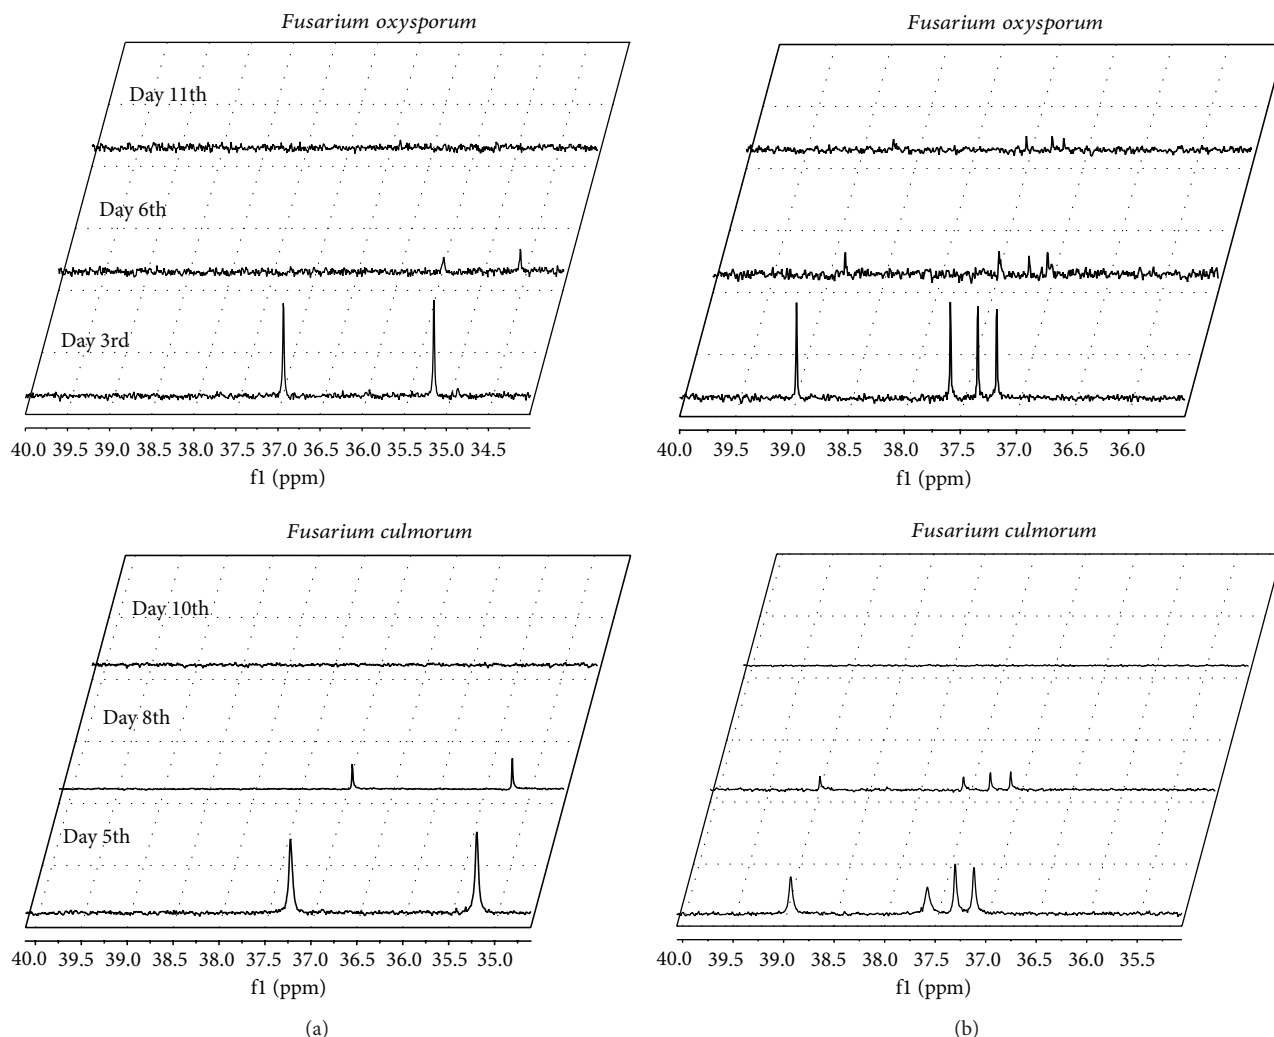 Fusarium oxysporum
Day 11th
Day 6th
Day 3rd
40.0 39.5 39.0 38.5 38.0 37.5 37.0 36.5 36.0 35.5 35.0 34.5
f1 (ppm)
Fusarium oxysporum
40.0 39.5 39.0 38.5 38.0 37.5 37.0 36.5 36.0
f1 (ppm)
Fusarium culmorum
Day 10th
Day 8th
Day 5th
40.0 39.5 39.0 38.5 38.0 37.5 37.0 36.5 36.0 35.5 35.0
f1 (ppm)
(a)
Fusarium culmorum
40.0 39.5 39.0 38.5 38.0 37.5 37.0 36.5 36.0 35.5
f1 (ppm)
(b)